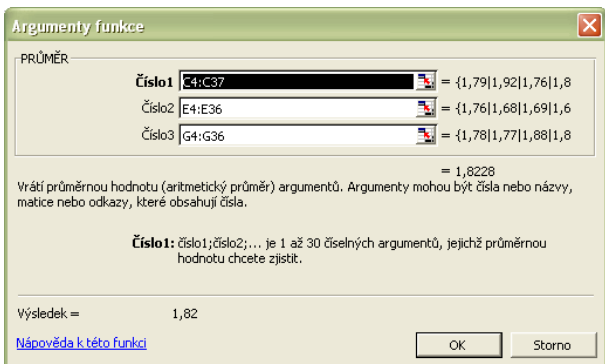 Argumenty funkce
PRŮMĚR
Číslo1 C4:C37 = {1,79|1,92|1,76|1,8
Číslo2 E4:E36 = {1,76|1,68|1,69|1,6
Číslo3 G4:G36 = {1,78|1,77|1,88|1,8
= 1,8228
Vrátí průměrnou hodnotu (aritmetický průměr) argumentů. Argumenty mohou být čísla nebo názvy,
matice nebo odkazy, které obsahují čísla.
Číslo1: číslo1;číslo2;... je 1 až 30 číselných argumentů, jejichž průměrnou
hodnotu chcete zjistit.
Výsledek = 1,82
Nápověda k této funkci OK Storno